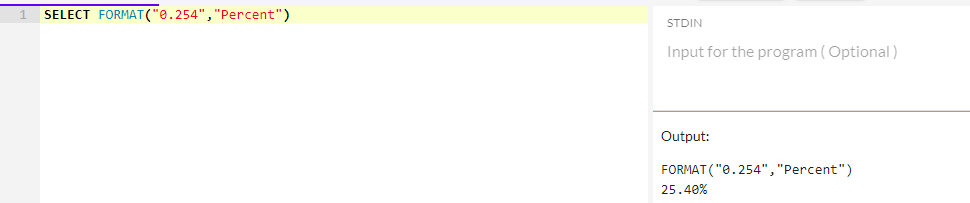 1 SELECT FORMAT("0.254","Percent")
STDIN
Input for the program ( Optional )
Output:
FORMAT("0.254","Percent")
25.40%